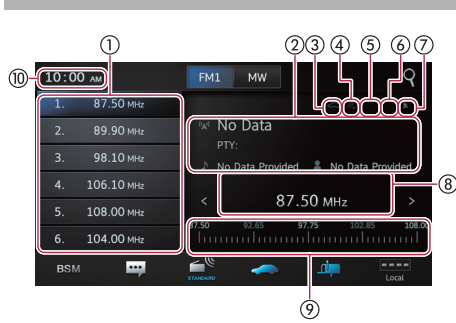 ① ② ③ ④ ⑤ ⑥ ⑦
⑩ 10:00 AM FM1 MW
1. 87.50 MHz
No Data
2. 89.90 MHz
PTY:
3. 98.10 MHz
No Data Provided No Data Provided
4. 106.10 MHz
⑧
87.50 MHz
5. 108.00 MHz
87.50 92.65 97.75 102.85 108.00
6. 104.00 MHz
BSM STANDARD Local
⑨